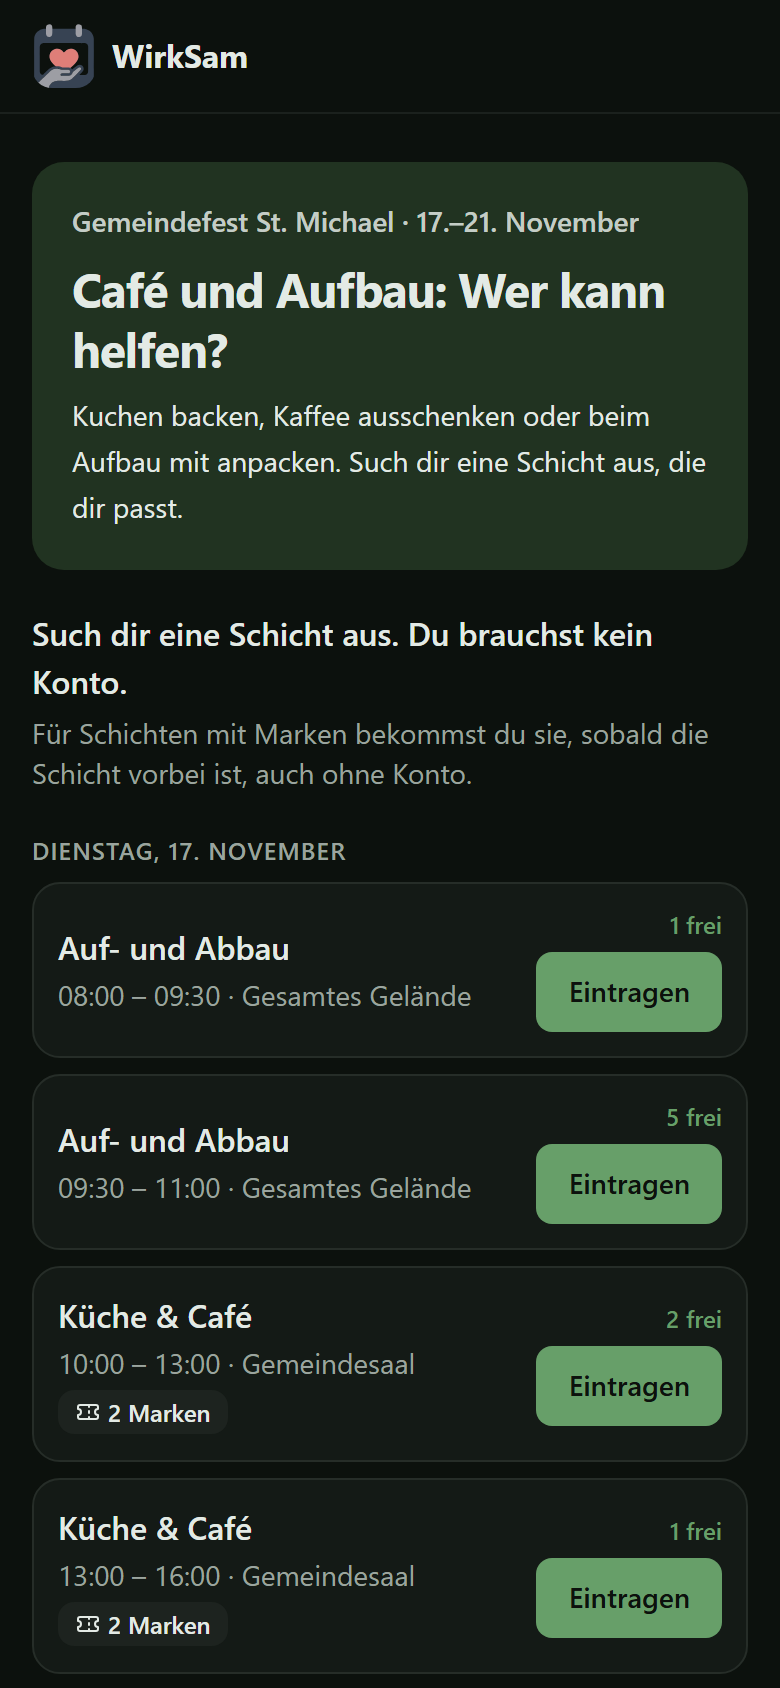 WirkSam
Gemeindefest St. Michael · 17.–21. November
Café und Aufbau: Wer kann
helfen?
Kuchen backen, Kaffee ausschenken oder beim
Aufbau mit anpacken. Such dir eine Schicht aus, die
dir passt.
Such dir eine Schicht aus. Du brauchst kein
Konto.
Für Schichten mit Marken bekommst du sie, sobald die
Schicht vorbei ist, auch ohne Konto.
DIENSTAG, 17. NOVEMBER
Auf- und Abbau
08:00 – 09:30 · Gesamtes Gelände
1 frei
Eintragen
Auf- und Abbau
09:30 – 11:00 · Gesamtes Gelände
5 frei
Eintragen
Küche & Café
10:00 – 13:00 · Gemeindesaal
2 Marken
2 frei
Eintragen
Küche & Café
13:00 – 16:00 · Gemeindesaal
2 Marken
1 frei
Eintragen